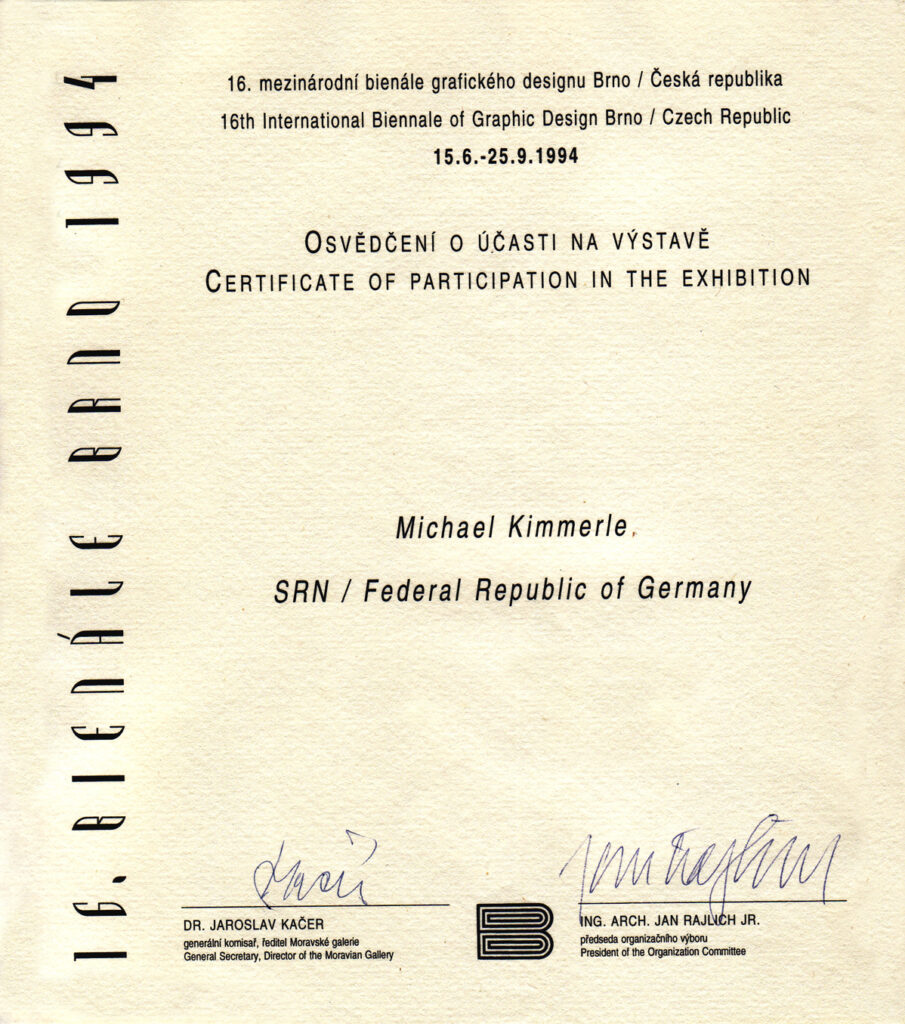 16. BIENÁLE BRNO 1994
16. mezinárodní bienále grafického designu Brno / Česká republika
16th International Biennale of Graphic Design Brno / Czech Republic
15.6.-25.9.1994
OSVĚDČENÍ O ÚČASTI NA VÝSTAVĚ
CERTIFICATE OF PARTICIPATION IN THE EXHIBITION
Michael Kimmerle
SRN / Federal Republic of Germany
DR. JAROSLAV KAČER
generální komisař, ředitel Moravské galerie
General Secretary, Director of the Moravian Gallery
B
ING. ARCH. JAN RAJLICH JR.
předseda organizačního výboru
President of the Organization Committee